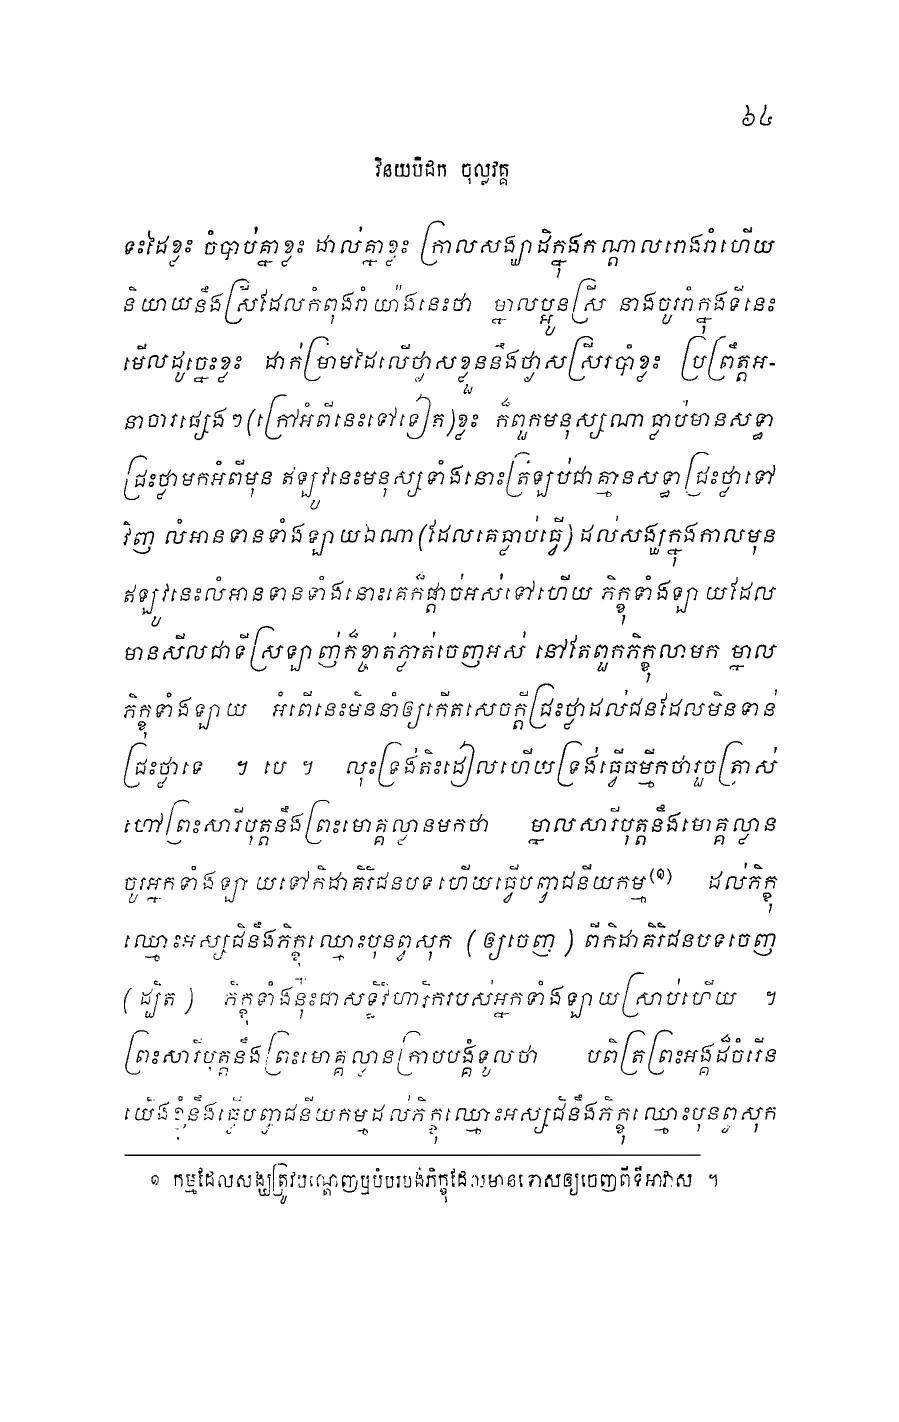 ៦៤
វិនយបិដក ចុល្លវគ្គ
ទះដៃខ្លះ ចំបាប់គ្នាខ្លះ ដាល់គ្នាខ្លះ ក្រាលសង្ឃាដិក្នុងកណ្តាលរោងរាំហើយ
និយាយនឹងស្រីដែលកំពុងរាំ យ៉ាងនេះថា ម្នាលប្អូនស្រី នាងចូររាំក្នុងទីនេះ
មើលដូច្នេះខ្លះ ដាក់ម្រាមដៃលើថ្ងាសខ្លួននឹងថ្ងាសស្រីរបាំខ្លះ ប្រព្រឹត្តអ-
នាចារផ្សេងៗ(ក្រៅអំពីនេះទៅទៀត)ខ្លះ ក៏ពួកមនុស្សណា ធ្លាប់មានសទ្ធា
ជ្រះថ្លាមកអំពីមុន ឥឡូវនេះមនុស្សទាំងនោះត្រឡប់ជាគ្មានសទ្ធាជ្រះថ្លាទៅ
វិញ លំអានទានទាំងឡាយឯណា(ដែលគេធ្លាប់ធ្វើ) ដល់សង្ឃក្នុងកាលមុន
ឥឡូវនេះលំអានទានទាំងនោះគេក៏ផ្តាច់អស់ទៅហើយ ភិក្ខុទាំងឡាយដែល
មានសីលជាទីស្រឡាញ់ក៏ខ្ចាត់ភ្ងាត់ចេញអស់ នៅតែពួកភិក្ខុលាមក ម្នាល
ភិក្ខុទាំងឡាយ អំពើនេះមិននាំឲ្យកើតសេចក្តីជ្រះថ្លាដល់ជនដែលមិនទាន់
ជ្រះថ្លាទេ ។ បេ ។ លុះទ្រង់តិះដៀលហើយទ្រង់ធ្វើធម្មីកថារួចត្រាស់
ហៅព្រះសារីបុត្តនឹងព្រះមោគ្គល្លានមកថា ម្នាលសារីបុត្តនឹងមោគ្គល្លាន
ចូរអ្នកទាំងឡាយទៅកិដាគិរិជនបទ ហើយធ្វើបញ្ជនីយកម្ម(១) ដល់ភិក្ខុ
ឈ្មោះអស្សជិនឹងភិក្ខុឈ្មោះបុនព្វសុក (ឲ្យចេញ) ពីកិដាគិរិជនបទចេញ
(ដ្បិត) ភិក្ខុទាំងនុ៎ះជាសទ្ធិវិហារិករបស់អ្នកទាំងឡាយស្រាប់ហើយ ។
ព្រះសារីបុត្តនឹងព្រះមោគ្គល្លានក្រាបបង្គំទូលថា បពិត្រព្រះអង្គដ៏ចំរើន
យើងខ្ញុំនឹងធ្វើបញ្ជនីយកម្មដល់ភិក្ខុឈ្មោះអស្សជិនឹងភិក្ខុឈ្មោះបុនព្វសុក
១ កម្មដែលសង្ឃត្រូវបណ្តេញឬបំបរបង់ភិក្ខុដែលមានទោសឲ្យចេញពីទីអាវាស ។